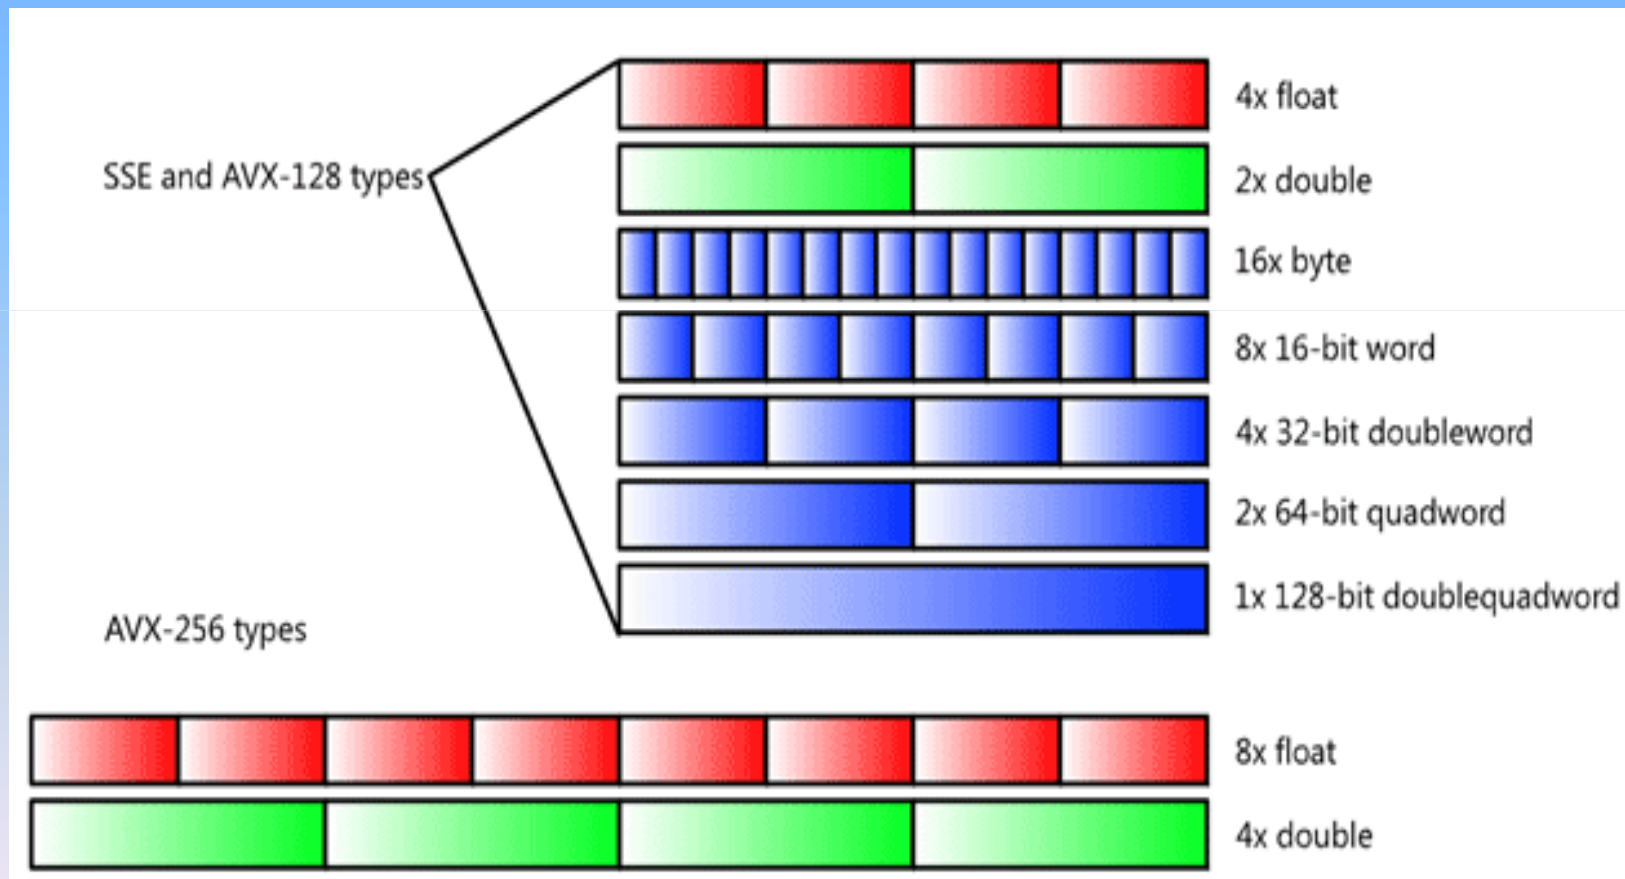 4x float
SSE and AVX-128 types
2x double
16x byte
8x 16-bit word
4x 32-bit doubleword
2x 64-bit quadword
1x 128-bit doublequadword
AVX-256 types
8x float
4x double